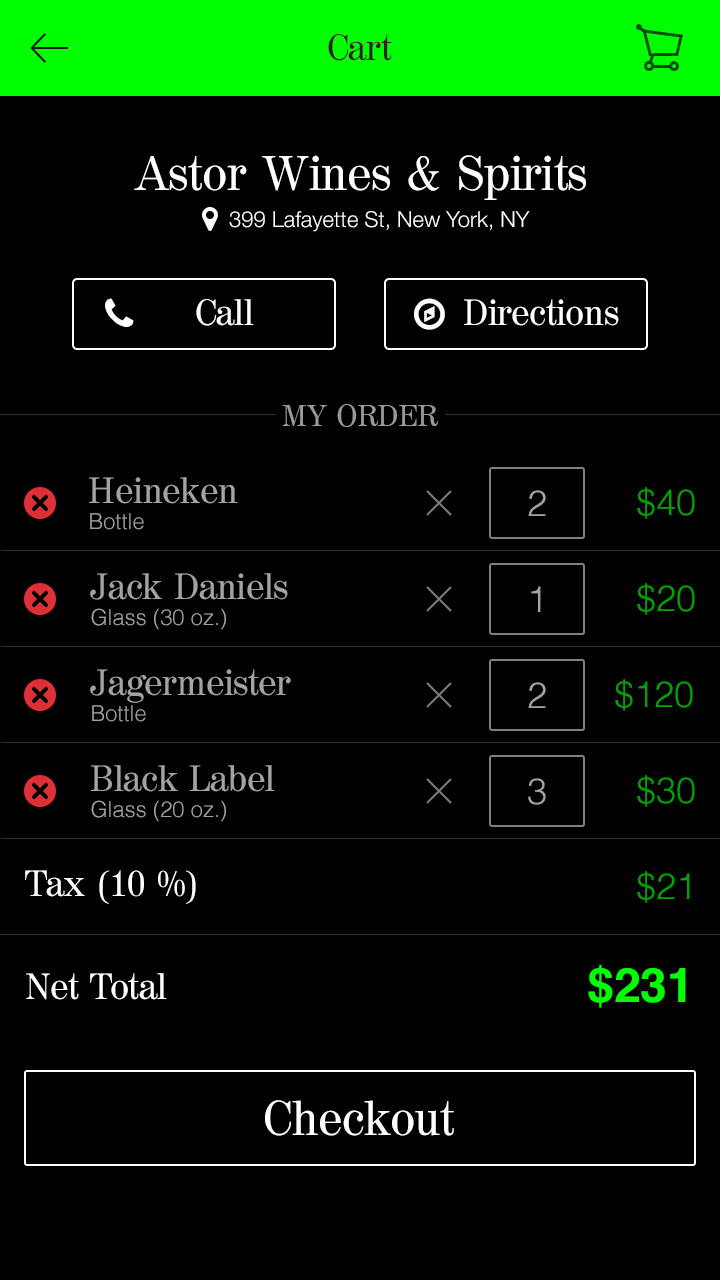 Cart
Astor Wines & Spirits
399 Lafayette St, New York, NY
Call
Directions
MY ORDER
Heineken
Bottle
2
$40
Jack Daniels
Glass (30 oz.)
1
$20
Jagermeister
Bottle
2
$120
Black Label
Glass (20 oz.)
3
$30
Tax (10 %)
$21
Net Total
$231
Checkout